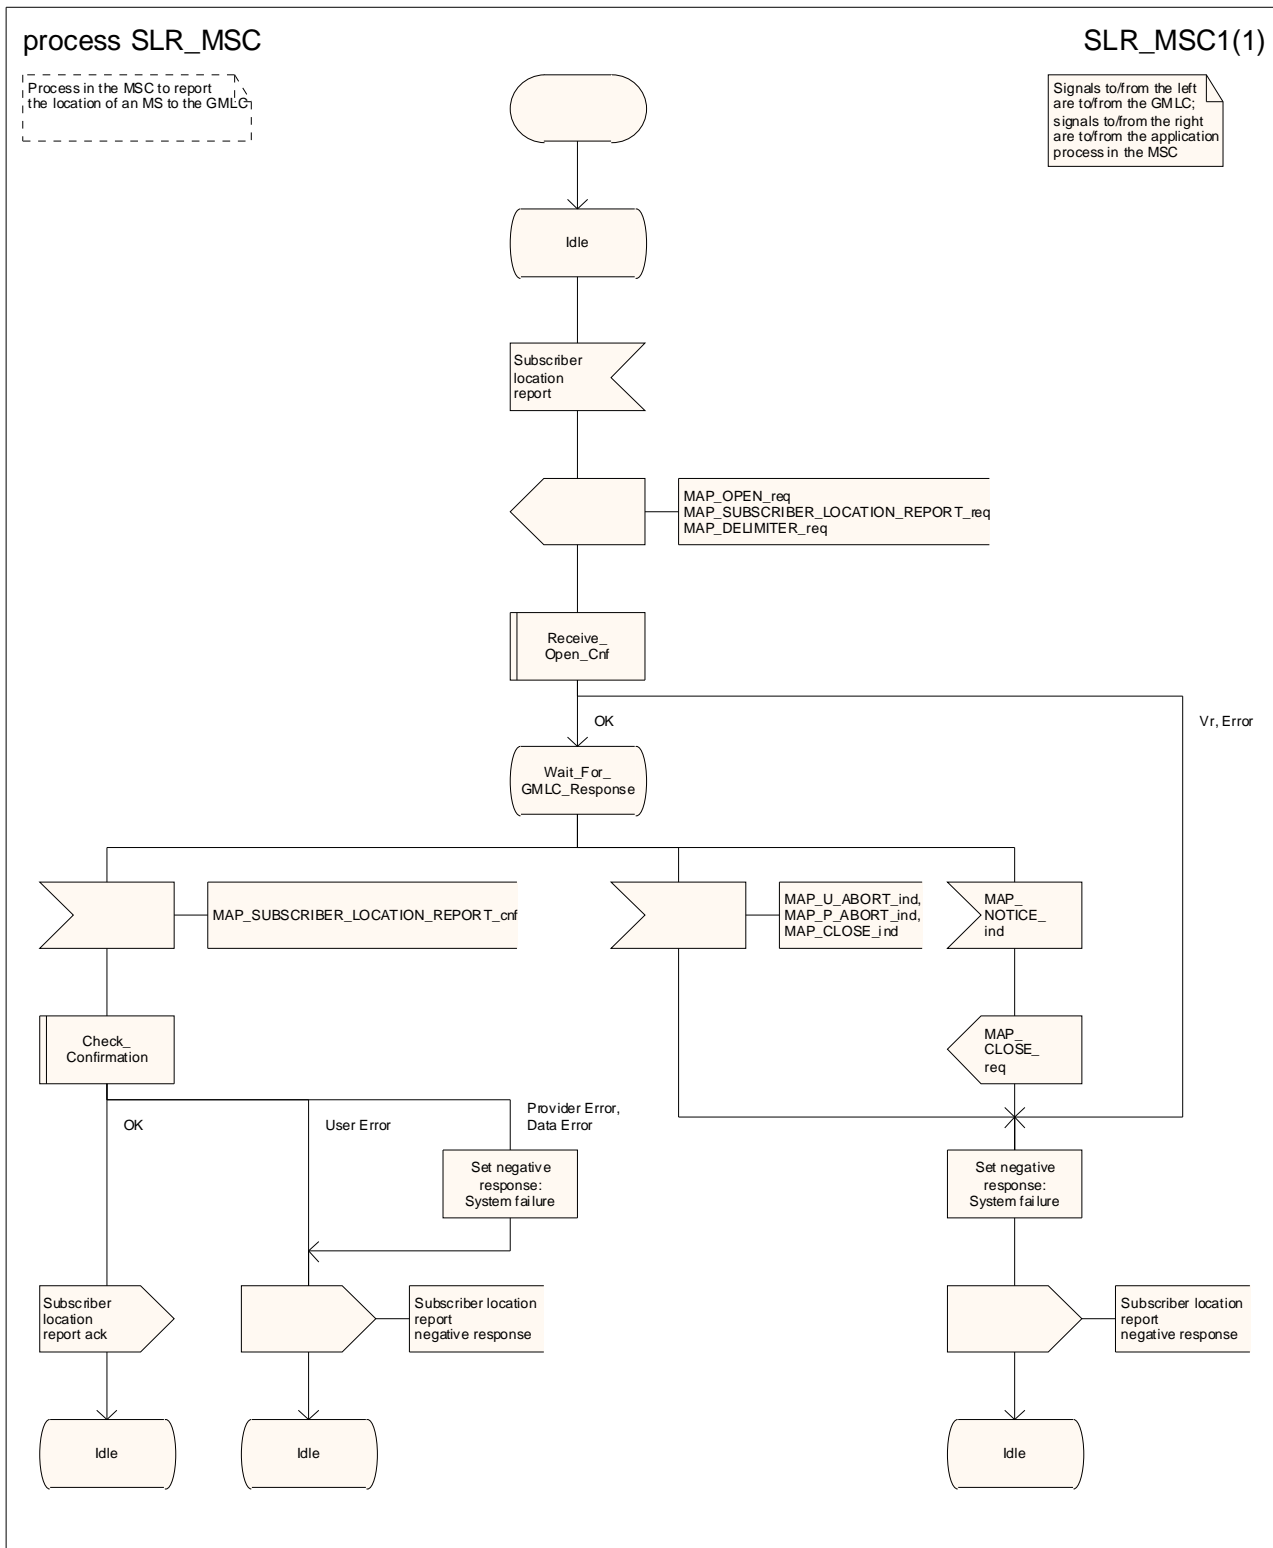 process SLR_MSC
SLR_MSC1(1)
Process in the MSC to report
the location of an MS to the GMLC
Signals to/from the left
are to/from the GMLC;
signals to/from the right
are to/from the application
process in the MSC
Idle
Subscriber
location
report
MAP_OPEN_req
MAP_SUBSCRIBER_LOCATION_REPORT_req
MAP_DELIMITER_req
Receive_
Open_Cnf
OK
Vr, Error
Wait_For_
GMLC_Response
MAP_SUBSCRIBER_LOCATION_REPORT_cnf
MAP_U_ABORT_ind,
MAP_P_ABORT_ind,
MAP_CLOSE_ind
MAP_
NOTICE_
ind
Check_
Confirmation
MAP_
CLOSE_
req
OK
User Error
Provider Error,
Data Error
Set negative
response:
System failure
Set negative
response:
System failure
Subscriber
location
report ack
Subscriber location
report
negative response
Subscriber location
report
negative response
Idle
Idle
Idle